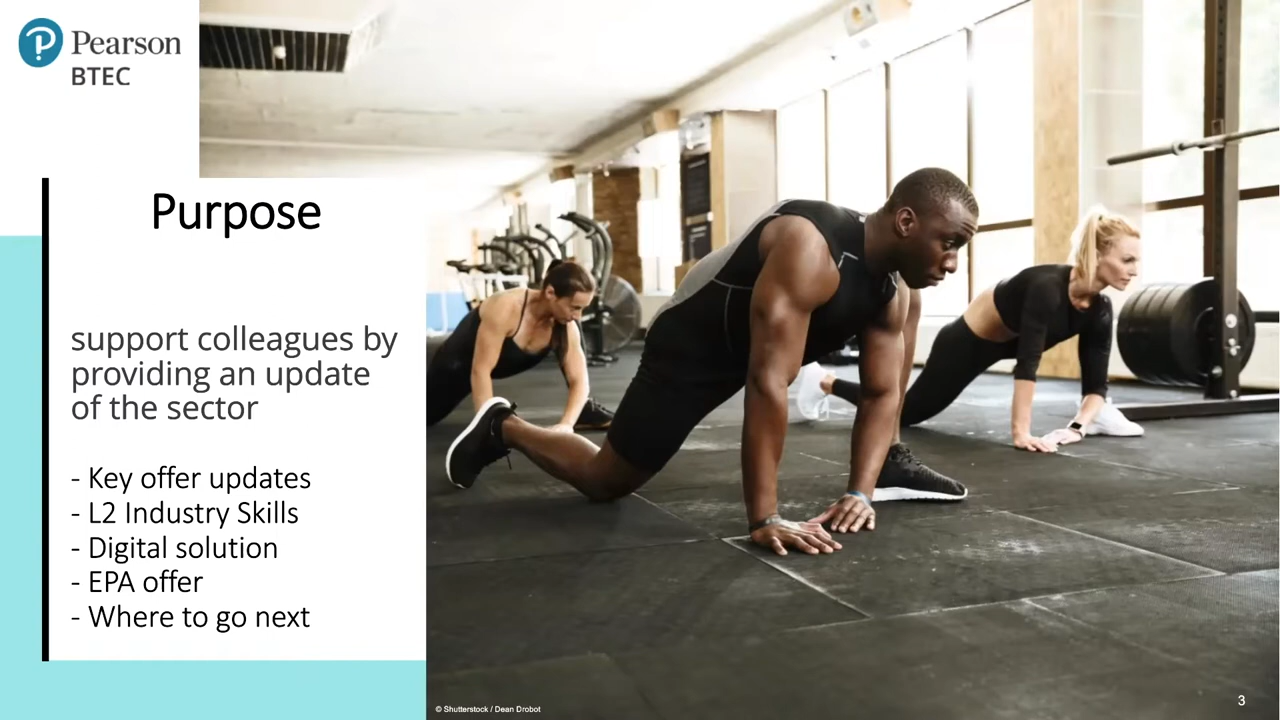 Pearson
BTEC
Purpose
support colleagues by
providing an update
of the sector
- Key offer updates
- L2 Industry Skills
- Digital solution
- EPA offer
- Where to go next
© Shutterstock / Dean Drobot
3